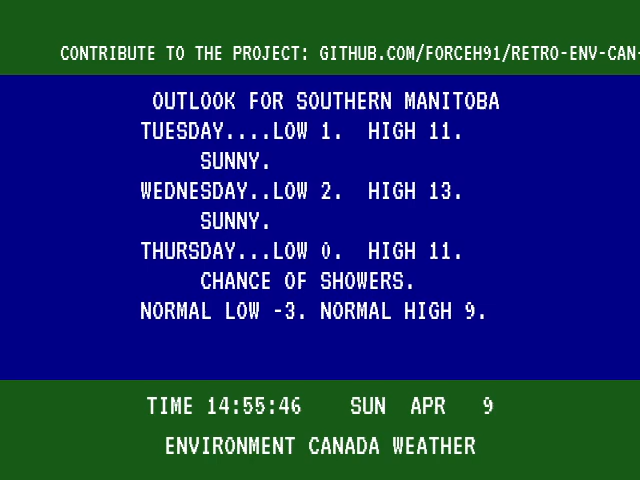 CONTRIBUTE TO THE PROJECT: GITHUB.COM/FORCEH91/RETRO-ENV-CAN-
OUTLOOK FOR SOUTHERN MANITOBA
TUESDAY....LOW 1.  HIGH 11.
SUNNY.
WEDNESDAY..LOW 2.  HIGH 13.
SUNNY.
THURSDAY...LOW 0.  HIGH 11.
CHANCE OF SHOWERS.
NORMAL LOW -3. NORMAL HIGH 9.
TIME 14:55:46    SUN  APR   9
ENVIRONMENT CANADA WEATHER